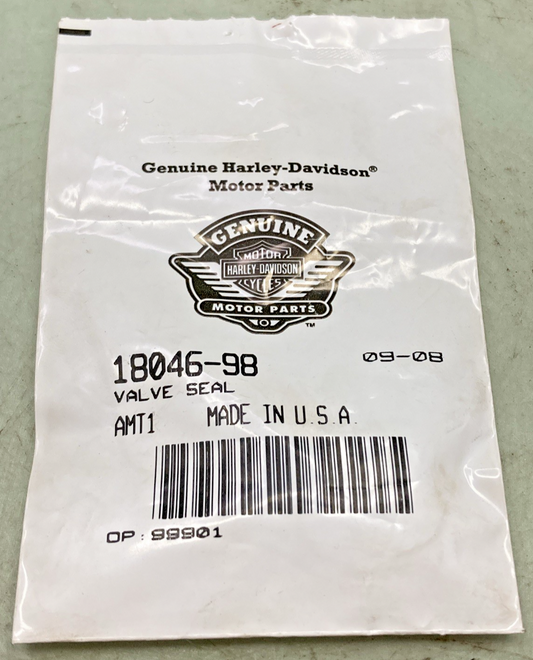 Genuine Harley-Davidson®
Motor Parts
GENUINE
MOTOR
HARLEY-DAVIDSON
CYCLES
MOTOR PARTS
™
18046-98 09-08
VALVE SEAL
AMT1 MADE IN U.S.A.
OP: 99901